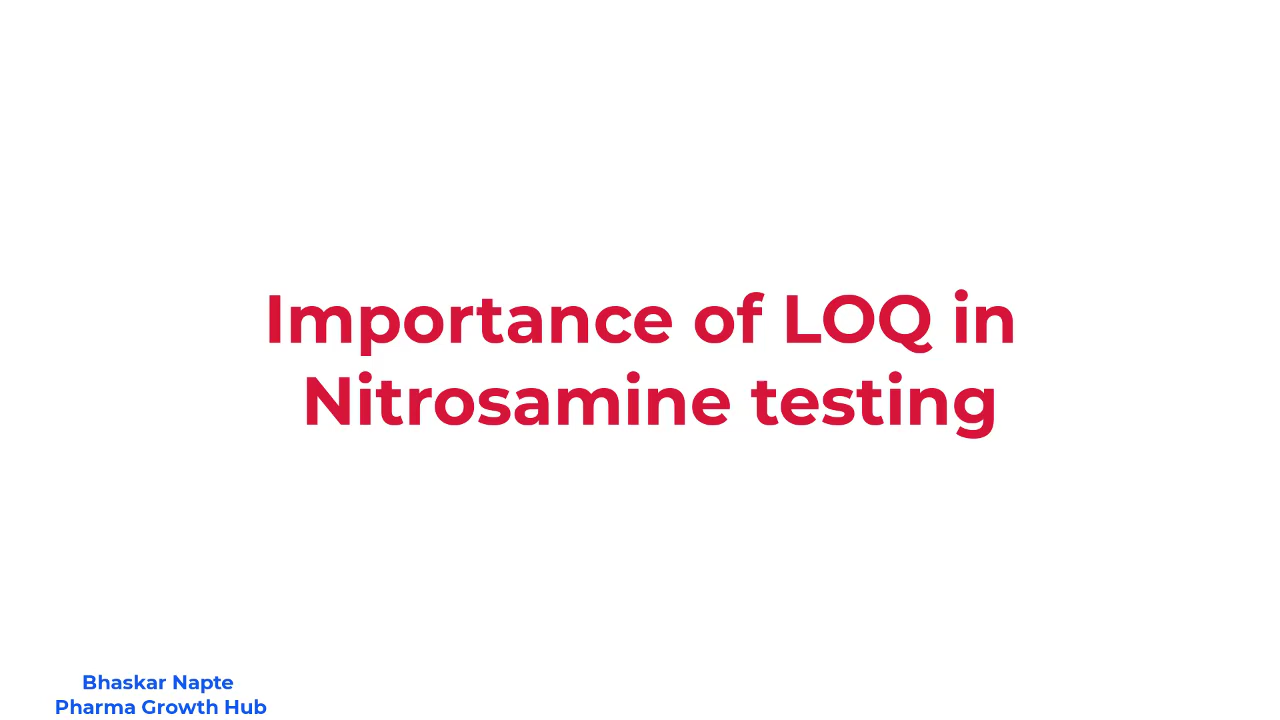 Importance of LOQ in
Nitrosamine testing
Bhaskar Napte
Pharma Growth Hub